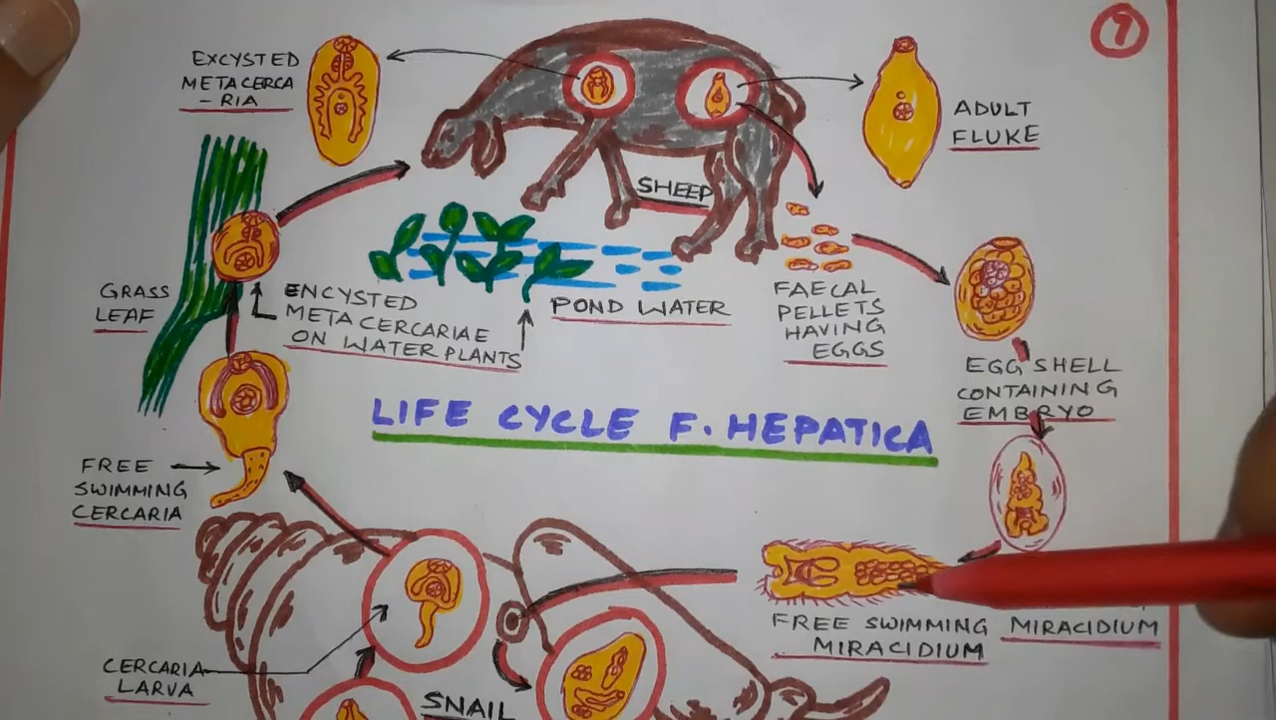 7
EXCYSTED
METACERCA
-RIA
ADULT
FLUKE
SHEEP
GRASS
LEAF
ENCYSTED
METACERCARIAE
ON WATER PLANTS
POND WATER
FAECAL
PELLETS
HAVING
EGGS
EGG SHELL
CONTAINING
EMBRYO
LIFE CYCLE F. HEPATICA
FREE
SWIMMING
CERCARIA
FREE SWIMMING
MIRACIDIUM
MIRACIDIUM
CERCARIA
LARVA
SNAIL